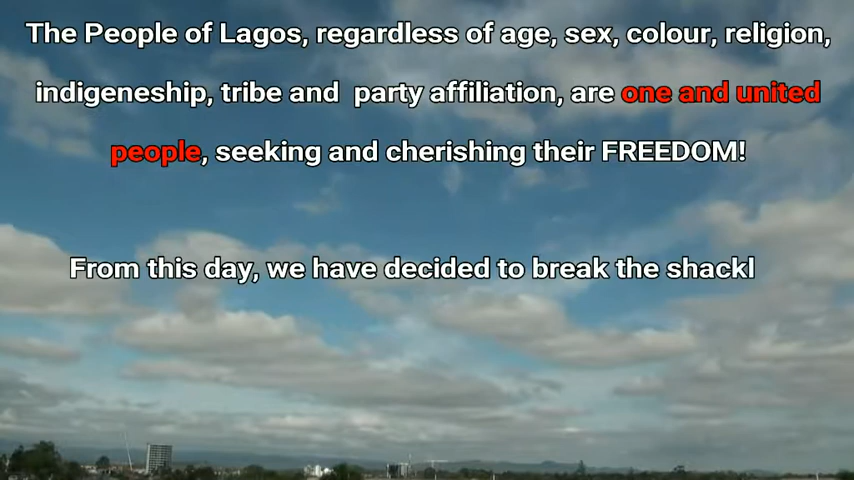 The People of Lagos, regardless of age, sex, colour, religion,
indigeneship, tribe and party affiliation, are one and united
people, seeking and cherishing their FREEDOM!
From this day, we have decided to break the shackl